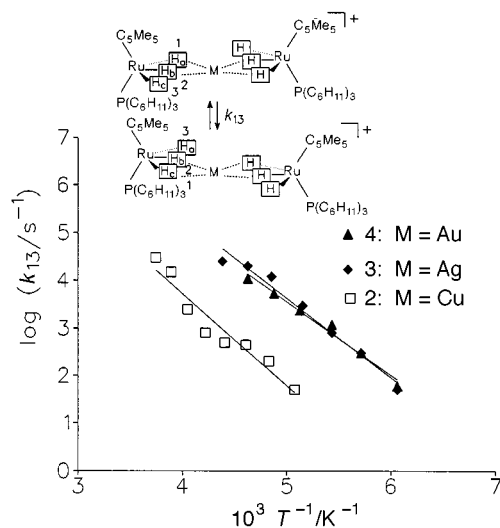 C5Me5
C5Me5
]+
1
Ru
Ha
H
Ru
Hb
M
H
Hc
2
H
3
P(C6H11)3
P(C6H11)3
k13
C5Me5
3
C5Me5
]+
Ha
Ru
Hb
H
Ru
Hc
2
M
H
H
P(C6H11)3
1
P(C6H11)3
7
6
5
4
3
2
1
0
log (k13/s−1)
▲ 4: M = Au
◆ 3: M = Ag
□ 2: M = Cu
3 4 5 6 7
10³ T−1/K−1